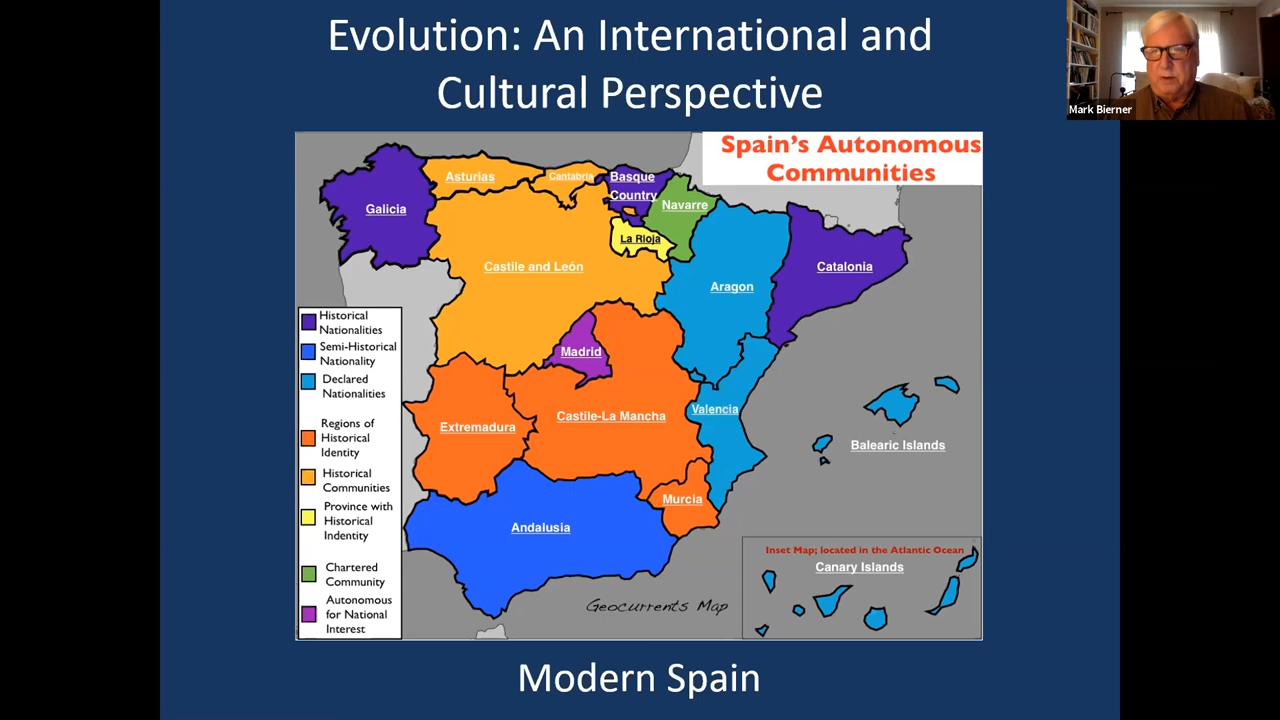 Evolution: An International and
Cultural Perspective
Mark Bierner
Spain's Autonomous
Communities
Asturias
Cantabria
Basque
Country
Navarre
Galicia
La Rioja
Castile and León
Catalonia
Aragon
Madrid
Valencia
Castile-La Mancha
Extremadura
Balearic Islands
Murcia
Andalusia
Historical
Nationalities
Semi-Historical
Nationality
Declared
Nationalities
Regions of
Historical
Identity
Historical
Communities
Province with
Historical
Indentity
Chartered
Community
Autonomous
for National
Interest
Inset Map; located in the Atlantic Ocean
Canary Islands
Geocurrents Map
Modern Spain